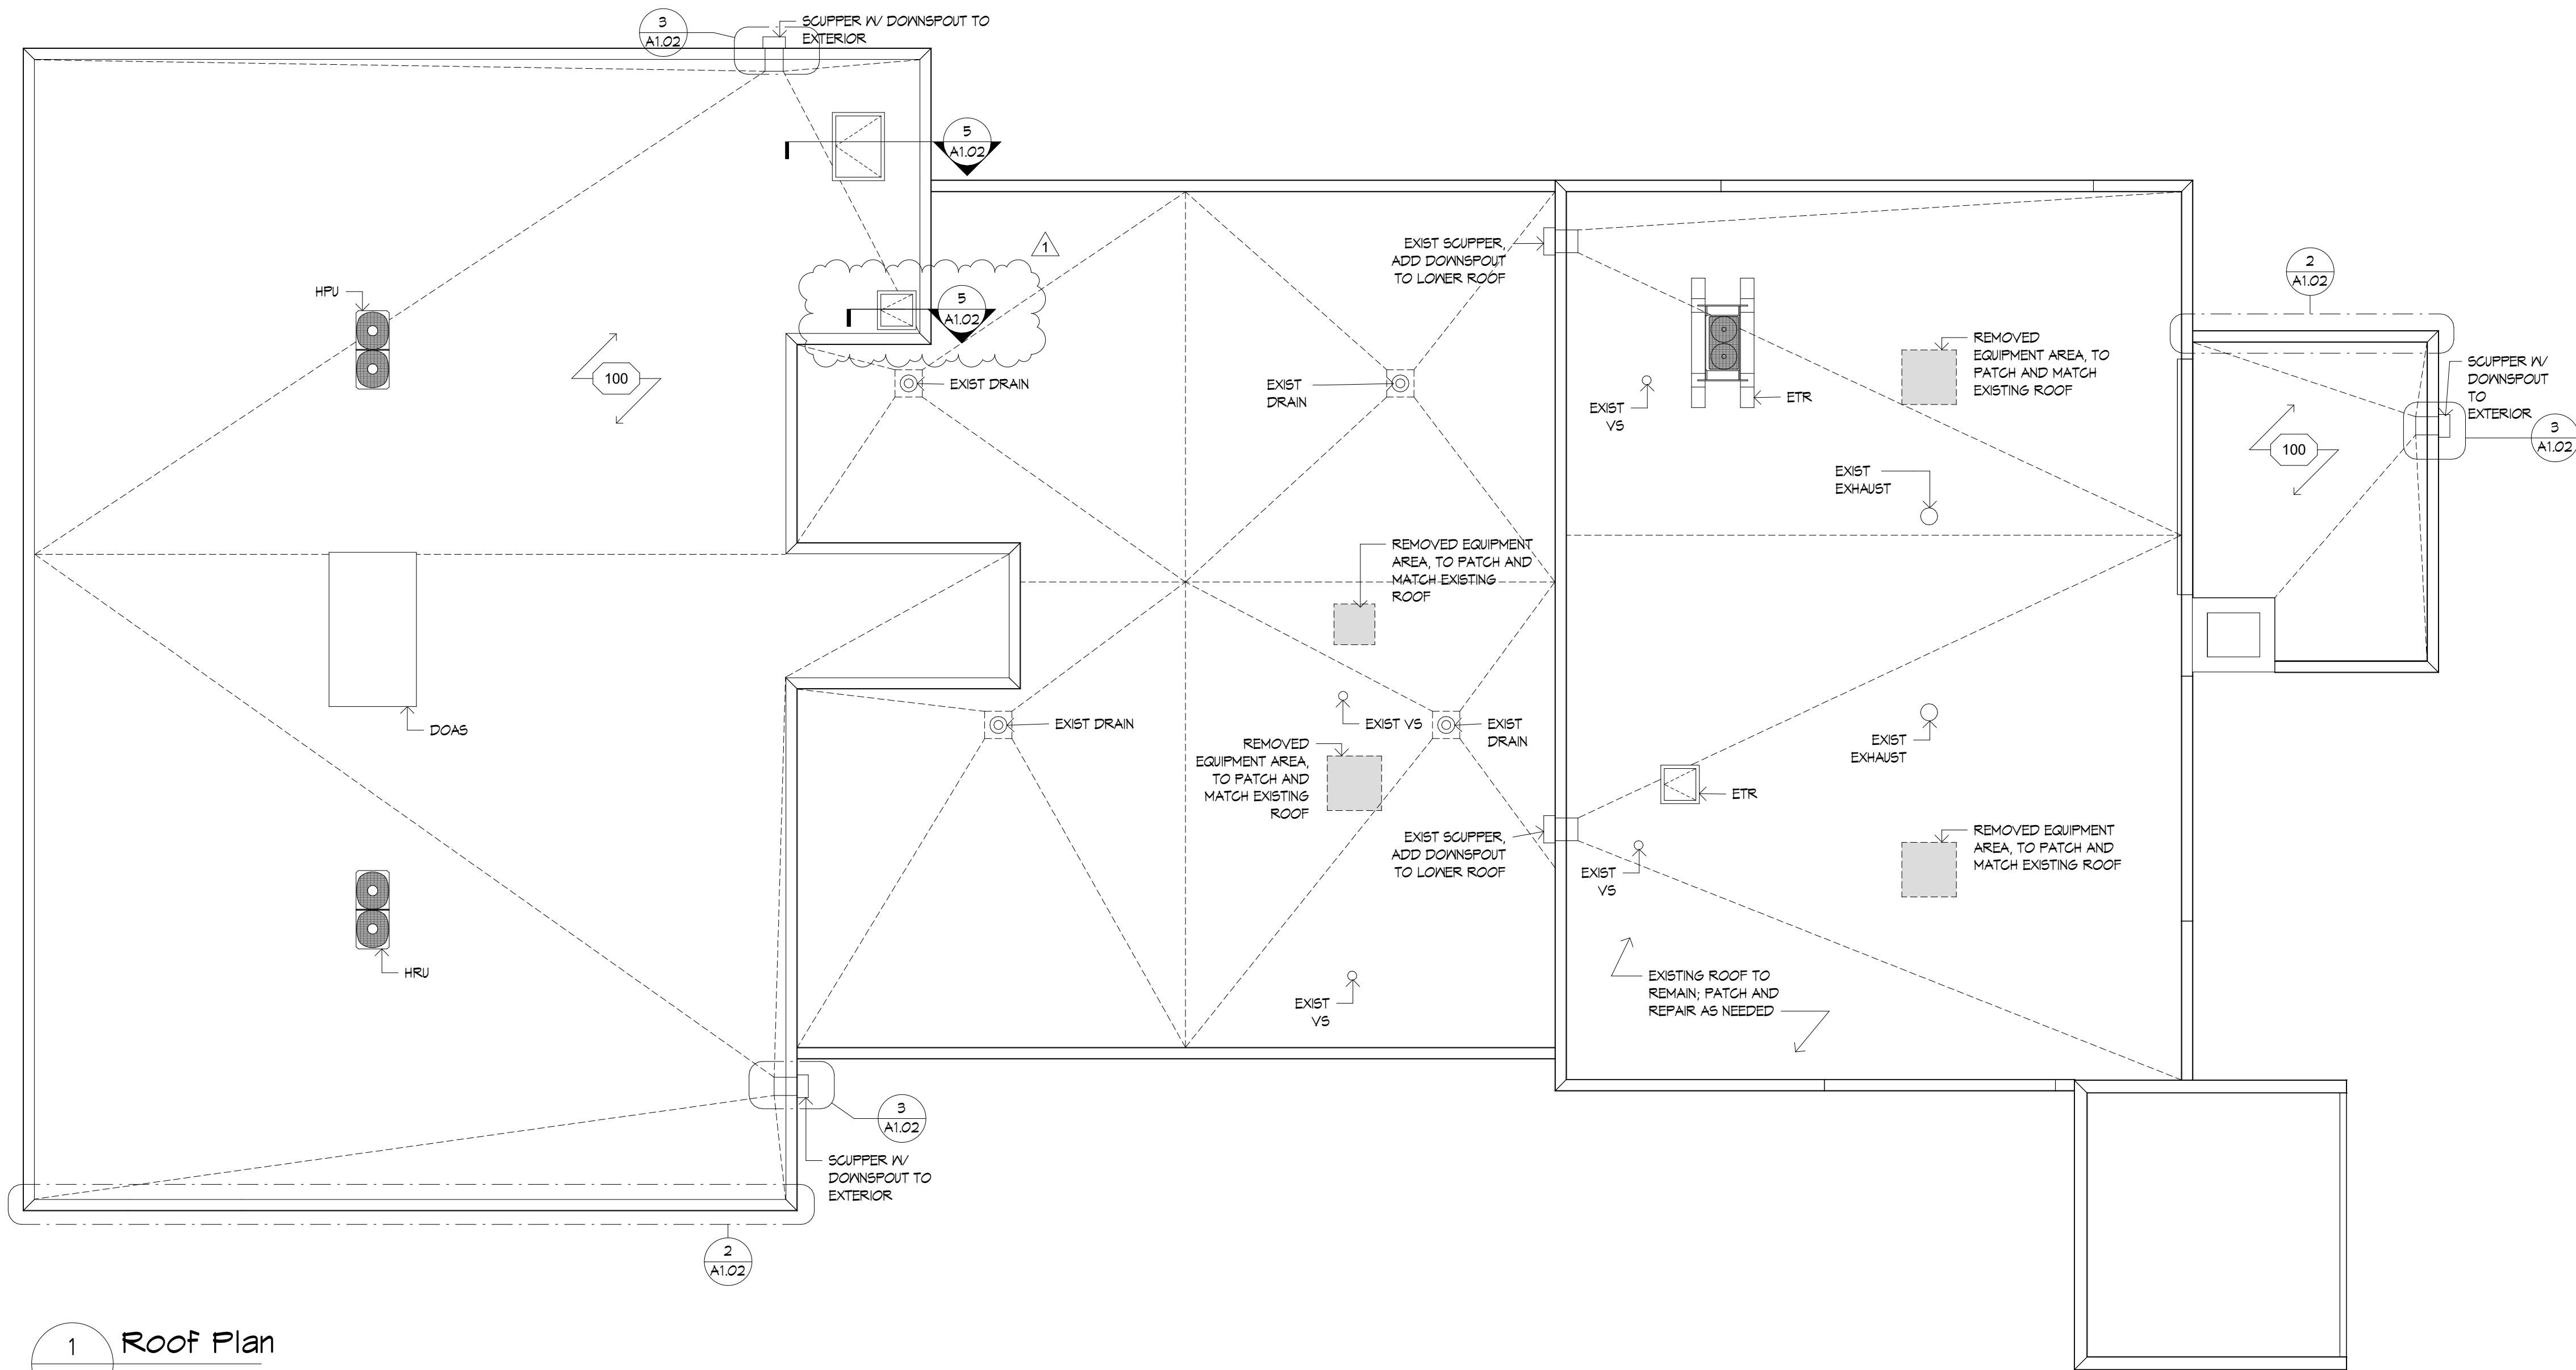 3
A1.02
SCUPPER W/ DOWNSPOUT TO
EXTERIOR
5
A1.02
1
5
A1.02
HPU
100
EXIST DRAIN
EXIST
DRAIN
EXIST SCUPPER,
ADD DOWNSPOUT
TO LOWER ROOF
EXIST
VS
ETR
REMOVED
EQUIPMENT AREA, TO
PATCH AND MATCH
EXISTING ROOF
2
A1.02
SCUPPER W/
DOWNSPOUT
TO
EXTERIOR
3
A1.02
100
EXIST
EXHAUST
REMOVED EQUIPMENT
AREA, TO PATCH AND
MATCH EXISTING
ROOF
DOAS
EXIST DRAIN
EXIST VS
EXIST
DRAIN
REMOVED
EQUIPMENT AREA,
TO PATCH AND
MATCH EXISTING
ROOF
EXIST
EXHAUST
ETR
EXIST SCUPPER,
ADD DOWNSPOUT
TO LOWER ROOF
EXIST
VS
REMOVED EQUIPMENT
AREA, TO PATCH AND
MATCH EXISTING ROOF
HRU
EXIST
VS
EXISTING ROOF TO
REMAIN; PATCH AND
REPAIR AS NEEDED
3
A1.02
SCUPPER W/
DOWNSPOUT TO
EXTERIOR
2
A1.02
1
Roof Plan